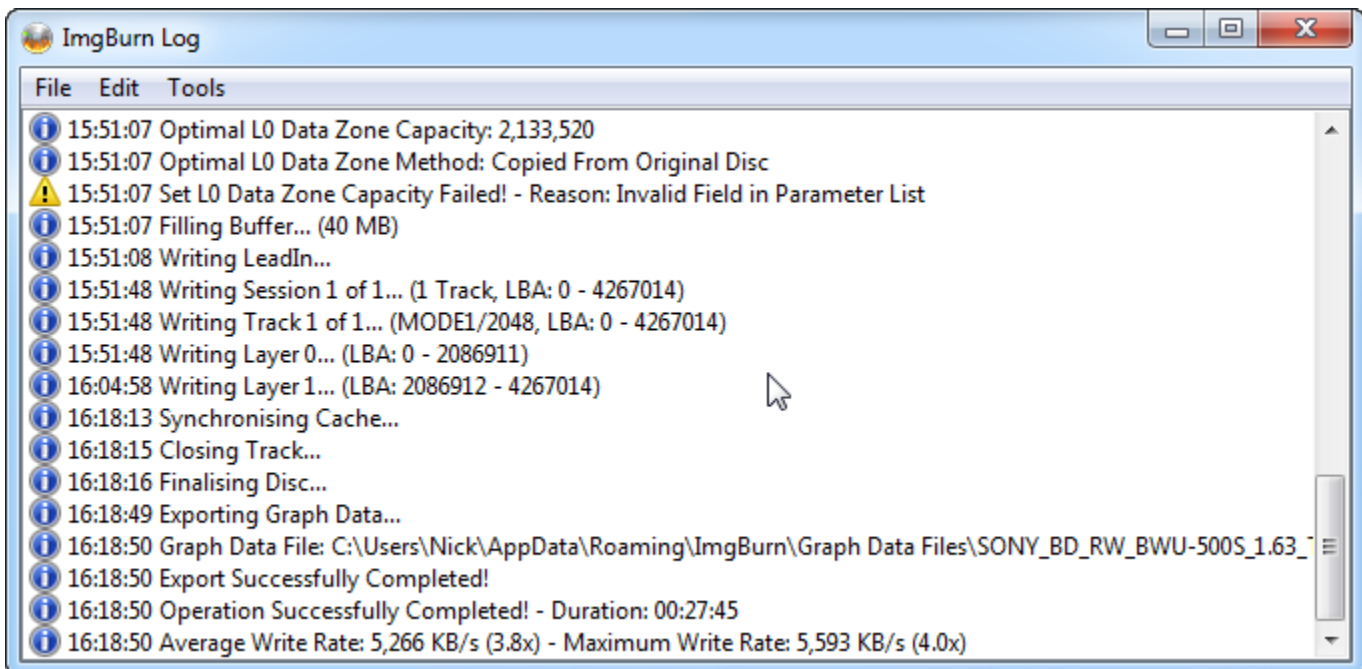 ImgBurn Log
File Edit Tools
15:51:07 Optimal L0 Data Zone Capacity: 2,133,520
15:51:07 Optimal L0 Data Zone Method: Copied From Original Disc
15:51:07 Set L0 Data Zone Capacity Failed! - Reason: Invalid Field in Parameter List
15:51:07 Filling Buffer... (40 MB)
15:51:08 Writing LeadIn...
15:51:48 Writing Session 1 of 1... (1 Track, LBA: 0 - 4267014)
15:51:48 Writing Track 1 of 1... (MODE1/2048, LBA: 0 - 4267014)
15:51:48 Writing Layer 0... (LBA: 0 - 2086911)
16:04:58 Writing Layer 1... (LBA: 2086912 - 4267014)
16:18:13 Synchronising Cache...
16:18:15 Closing Track...
16:18:16 Finalising Disc...
16:18:49 Exporting Graph Data...
16:18:50 Graph Data File: C:\Users\Nick\AppData\Roaming\ImgBurn\Graph Data Files\SONY_BD_RW_BWU-500S_1.63_
16:18:50 Export Successfully Completed!
16:18:50 Operation Successfully Completed! - Duration: 00:27:45
16:18:50 Average Write Rate: 5,266 KB/s (3.8x) - Maximum Write Rate: 5,593 KB/s (4.0x)